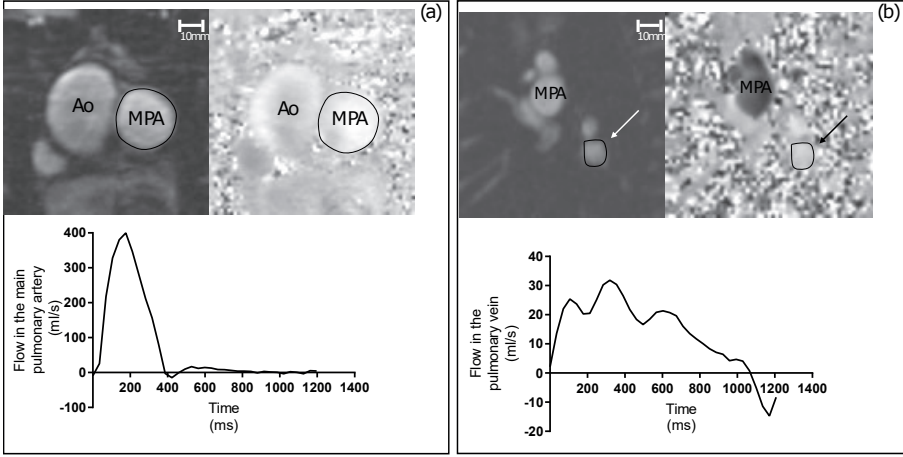 (a)
10mm
Ao
MPA
Ao
MPA
400
300
200
100
0
-100
Flow in the main
pulmonary artery
(ml/s)
200 400 600 800 1000 1200 1400
Time
(ms)
(b)
10mm
MPA
MPA
40
30
20
10
0
-10
-20
Flow in the
pulmonary vein
(ml/s)
200 400 600 800 1000 1200 1400
Time
(ms)